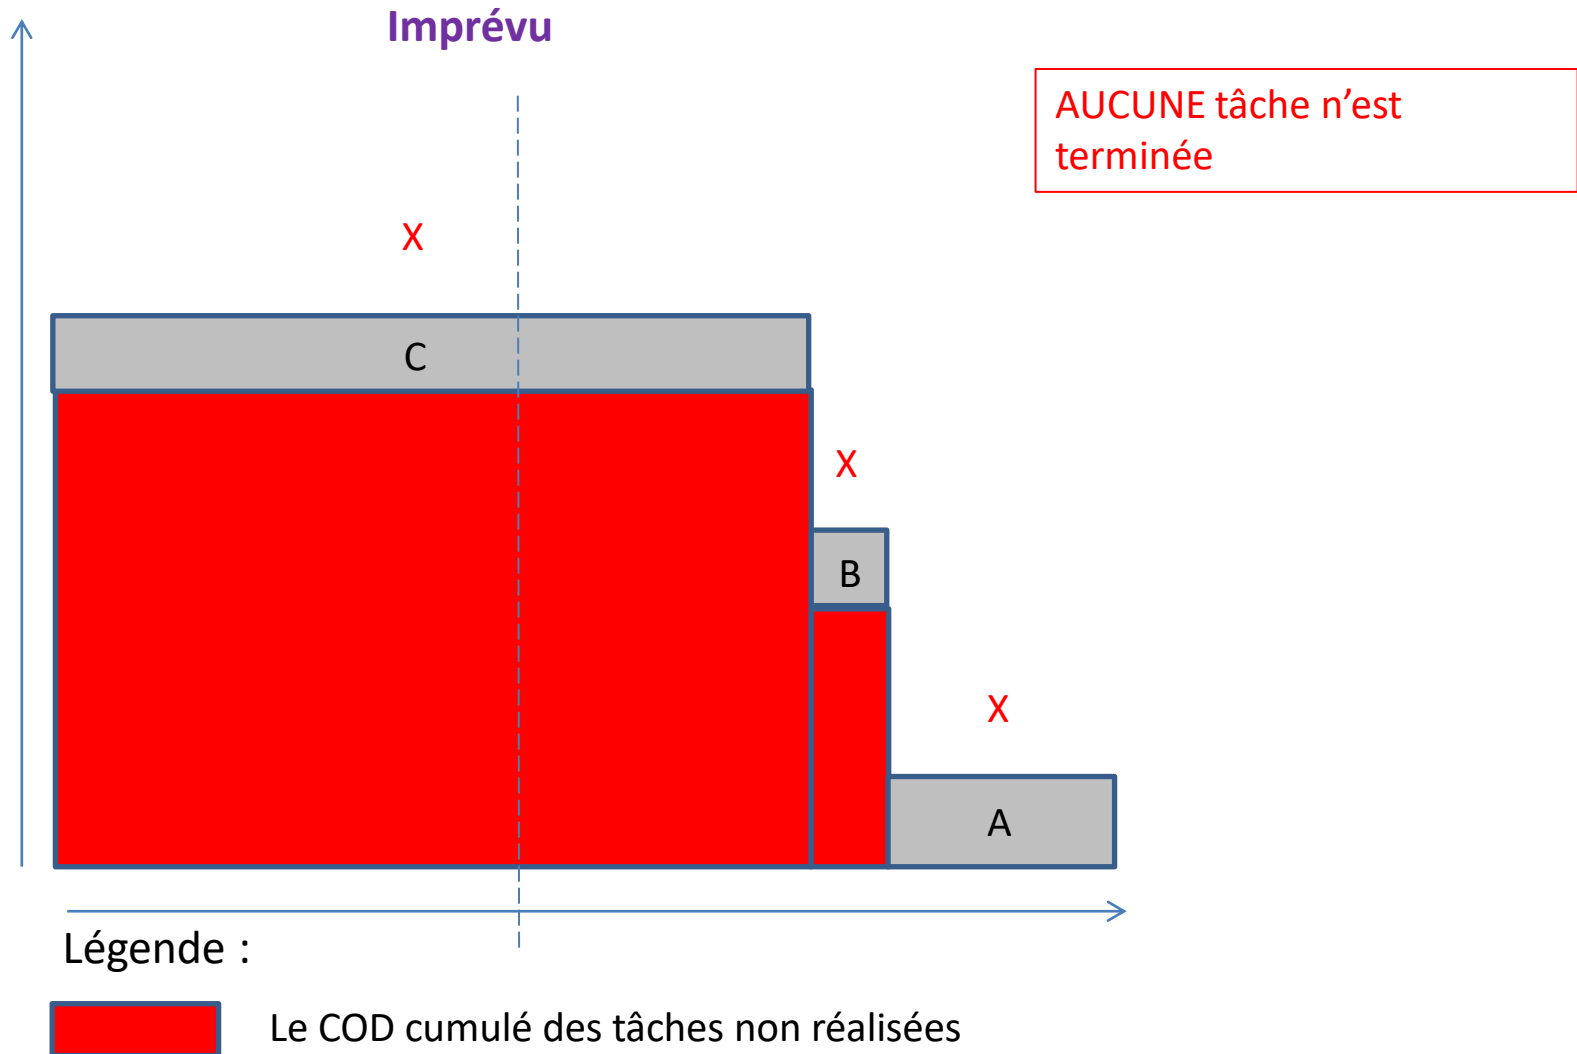 Imprévu
AUCUNE tâche n’est
terminée
X
C
X
B
X
A
Légende :
Le COD cumulé des tâches non réalisées